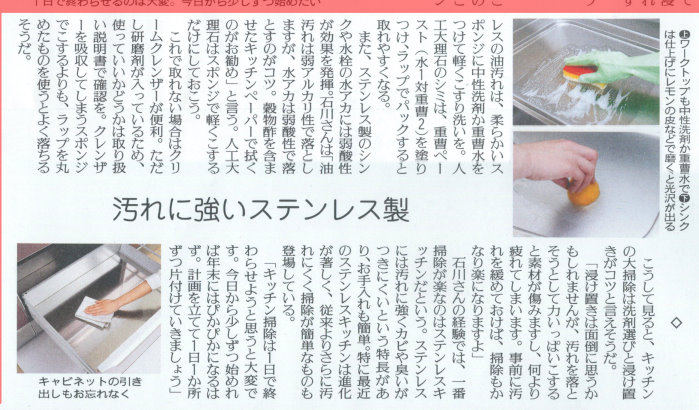 １日で終わらせるのは大変。今日から少しずつ始めたい
㊤ワークトップも中性洗剤か重曹水で㊦シンク
は仕上げにレモンの皮などで磨くと光沢が出る
レスの油汚れは、柔らかいス
ポンジに中性洗剤か重曹水を
つけて軽くこすり洗いを。人
工大理石のシミは、重曹ペー
スト（水１対重曹２）を塗り
つけ、ラップでパックすると
取れやすくなる。
また、ステンレス製のシン
クや水栓の水アカには弱酸性
が効果を発揮。石川さんは「油
汚れは弱アルカリ性で落とし
ますが、水アカは弱酸性で落
とすのがコツ。穀物酢を含ま
せたキッチンペーパーで拭く
のがお勧め」と言う。人工大
理石はスポンジで軽くこする
だけにしておこう。
これで取れない場合はクリ
ームクレンザーが便利。ただ
し研磨剤が入っているため、
使っていいかどうかは取り扱
い説明書で確認を。クレンザ
ーを吸収してしまうスポンジ
でこするよりも、ラップを丸
めたものを使うとよく落ちる
そうだ。
汚れに強いステンレス製
◇
こうして見ると、キッチン
の大掃除は洗剤選びと浸け置
きがコツと言えそうだ。
「浸け置きは面倒に思うか
もしれませんが、汚れを落と
そうとして力いっぱいこする
と素材が傷みますし、何より
疲れてしまいます。事前に汚
れを緩めておけば、掃除もか
なり楽になりますよ」
石川さんの経験では、一番
掃除が楽なのはステンレスキ
ッチンだという。ステンレス
には汚れに強くカビや臭いが
つきにくいという特長があ
り、お手入れも簡単。特に最近
のステンレスキッチンは進化
が著しく、従来よりさらに汚
れにくく掃除が簡単なものも
登場している。
「キッチン掃除は１日で終
わらせようと思うと大変で
す。今日から少しずつ始めれ
ば年末にはぴかぴかになるは
ず。計画を立てて１日１か所
ずつ片付けていきましょう」
キャビネットの引き
出しもお忘れなく